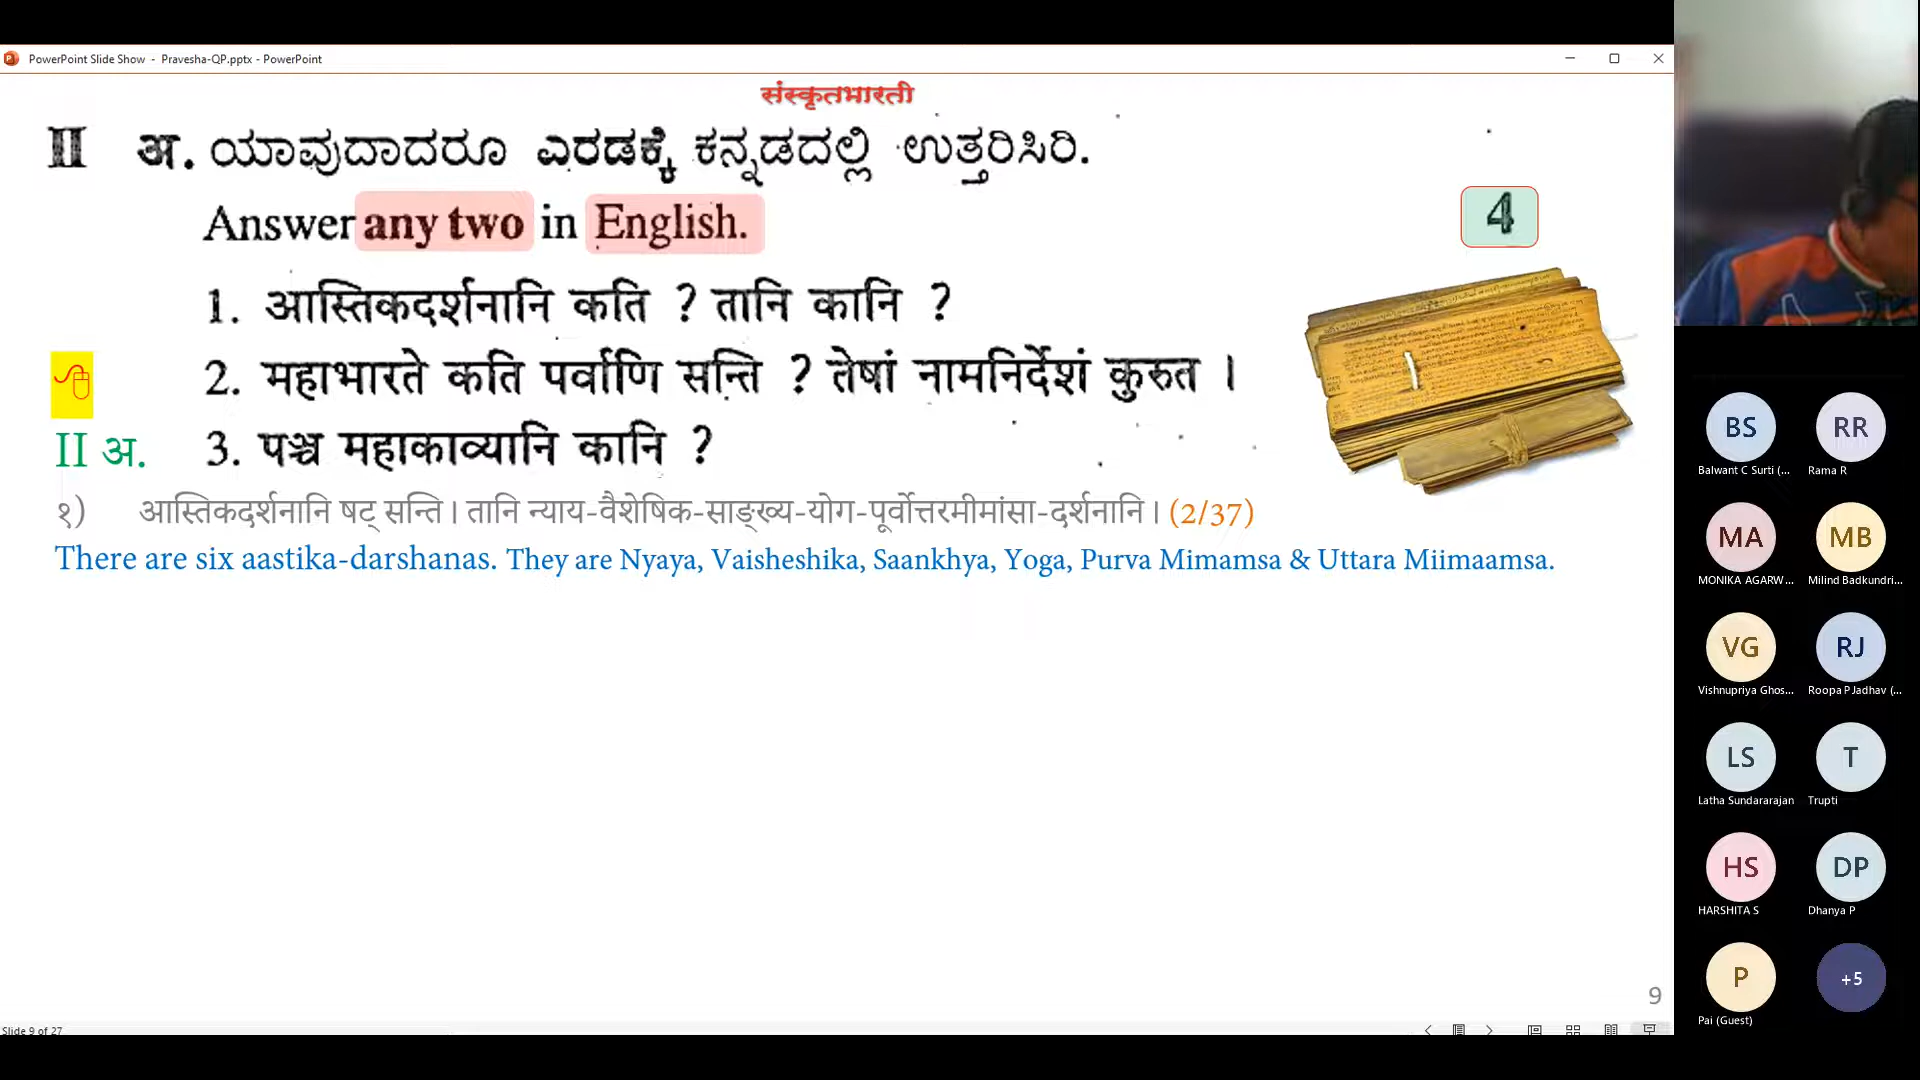 PowerPoint Slide Show - Pravesha-QP.pptx - PowerPoint
संस्कृतभारती
II अ. ಯಾವುದಾದರೂ ಎರಡಕ್ಕೆ ಕನ್ನಡದಲ್ಲಿ ಉತ್ತರಿಸಿರಿ.
Answer any two in English. 4
1. आस्तिकदर्शनानि कति ? तानि कानि ?
2. महाभारते कति पर्वाणि सन्ति ? तेषां नामनिर्देशं कुरुत ।
II अ. 3. पञ्च महाकाव्यानि कानि ?
१) आस्तिकदर्शनानि षट् सन्ति । तानि न्याय-वैशेषिक-साङ्ख्य-योग-पूर्वोत्तरमीमांसा-दर्शनानि । (2/37)
There are six aastika-darshanas. They are Nyaya, Vaisheshika, Saankhya, Yoga, Purva Mimamsa & Uttara Miimaamsa.
9
Slide 9 of 27
BS RR
Balwant C Surti (... Rama R
MA MB
MONIKA AGARW... Milind Badkundri...
VG RJ
Vishnupriya Ghos... Roopa P Jadhav (...
LS T
Latha Sundararajan Trupti
HS DP
HARSHITA S Dhanya P
P +5
Pai (Guest)